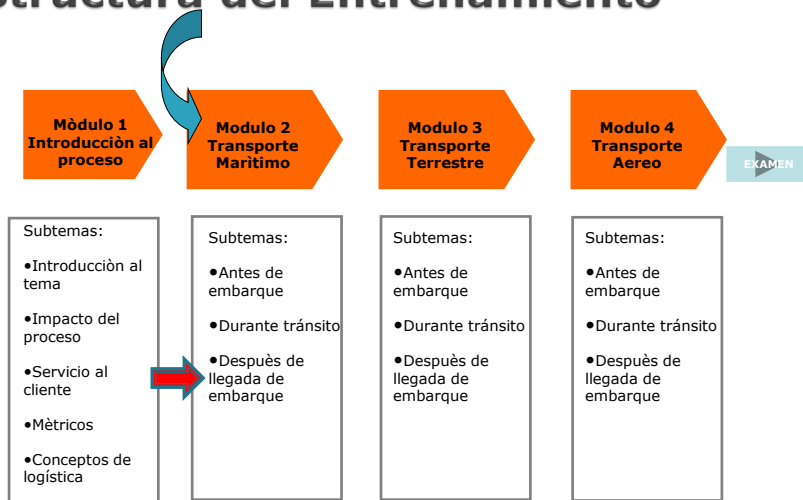 structura del Entrenamiento
Mòdulo 1
Introducciòn al
proceso
Modulo 2
Transporte
Marìtimo
Modulo 3
Transporte
Terrestre
Modulo 4
Transporte
Aereo
EXAMEN
Subtemas:
•Introducciòn al
tema
•Impacto del
proceso
•Servicio al
cliente
•Mètricos
•Conceptos de
logística
Subtemas:
•Antes de
embarque
•Durante tránsito
•Despuès de
llegada de
embarque
Subtemas:
•Antes de
embarque
•Durante tránsito
•Despuès de
llegada de
embarque
Subtemas:
•Antes de
embarque
•Durante tránsito
•Despuès de
llegada de
embarque